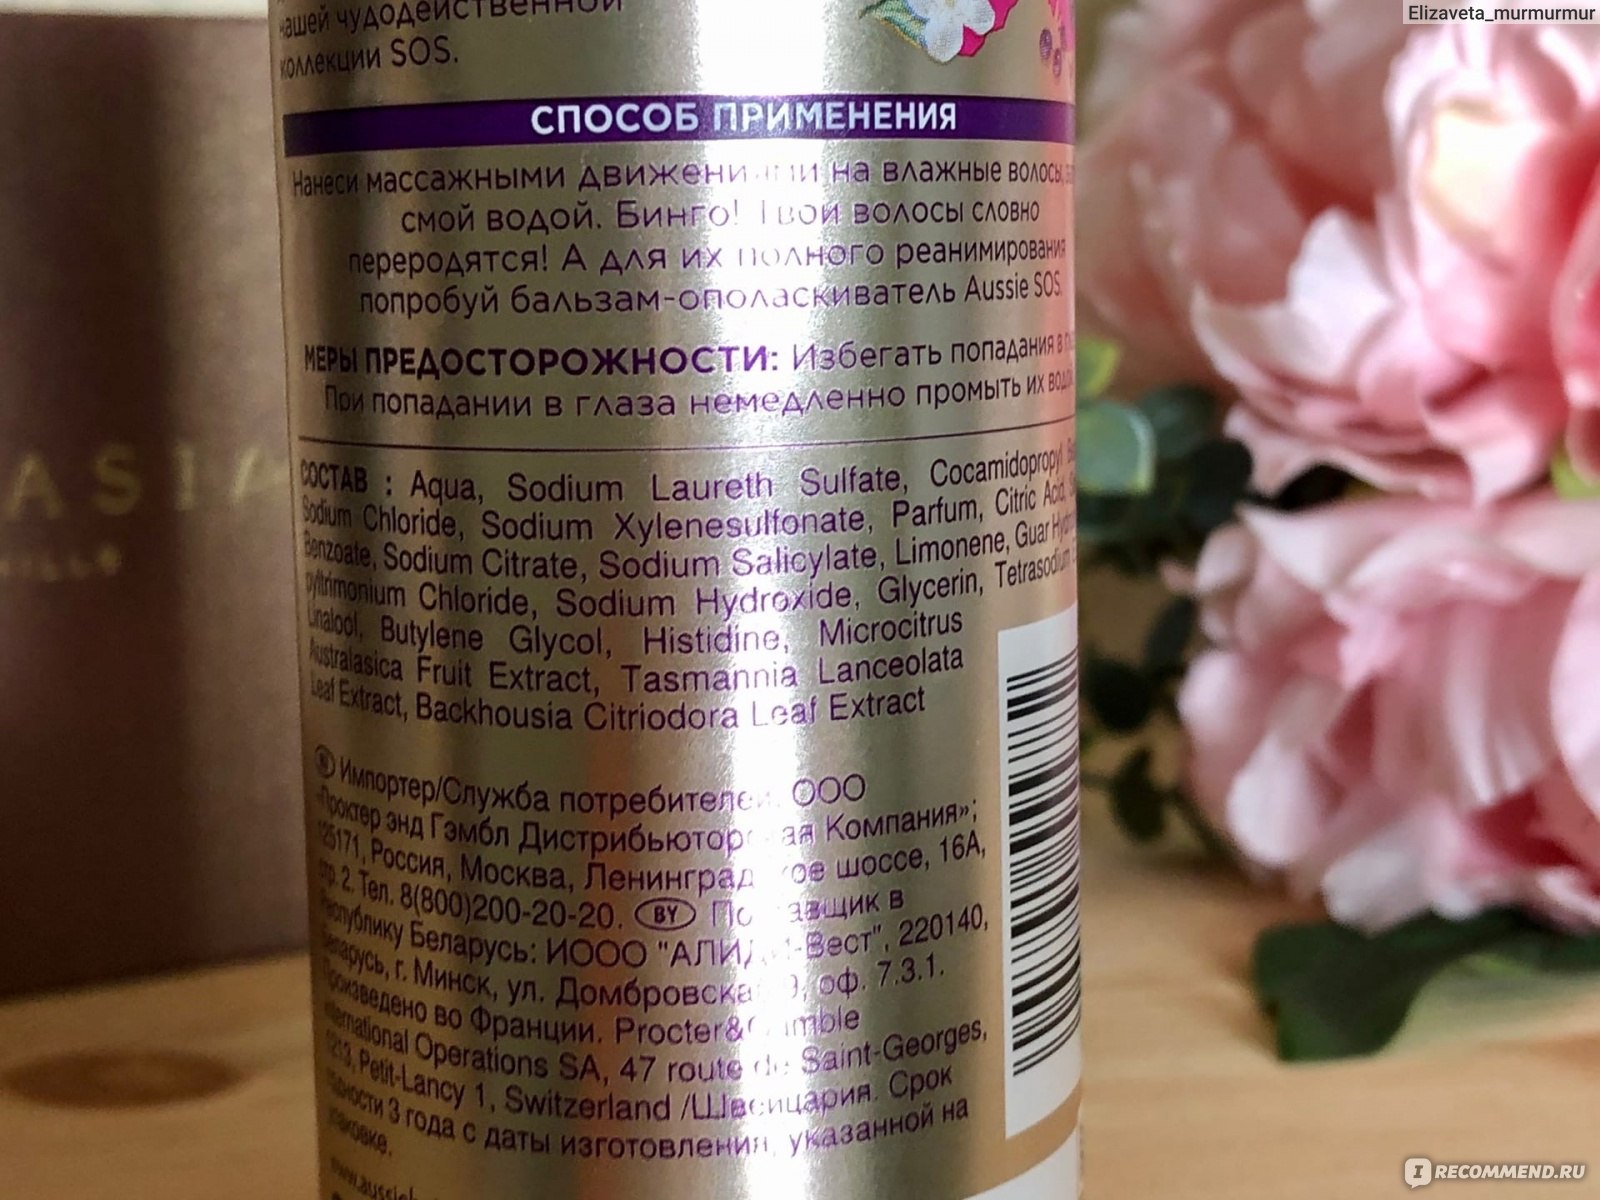 Elizaveta_murmurmur
нашей чудодейственной
коллекции SOS.
СПОСОБ ПРИМЕНЕНИЯ
Нанеси массажными движениями на влажные волосы,
смой водой. Бинго! Твои волосы словно
переродятся! А для их полного реанимирования
попробуй бальзам-ополаскиватель Aussie SOS
МЕРЫ ПРЕДОСТОРОЖНОСТИ: Избегать попадания в
При попадании в глаза немедленно промыть их водой
СОСТАВ : Aqua, Sodium Laureth Sulfate, Cocamidopropyl
Sodium Chloride, Sodium Xylenesulfonate, Parfum, Citric Acid,
Benzoate, Sodium Citrate, Sodium Salicylate, Limonene, Guar
pyltrimonium Chloride, Sodium Hydroxide, Glycerin, Tetrasodium
Linalool, Butylene Glycol, Histidine, Microcitrus
Australasica Fruit Extract, Tasmannia Lanceolata
Leaf Extract, Backhousia Citriodora Leaf Extract
Импортер/Служба потребителей: ООО
«Проктер энд Гэмбл Дистрибьюторская Компания»;
125171, Россия, Москва, Ленинградское шоссе, 16А,
стр. 2. Тел. 8(800)200-20-20. BY Поставщик в
Республику Беларусь: ИООО "АЛИДИ-Вест", 220140,
Беларусь, г. Минск, ул. Домбровская, 9, оф. 7.3.1.
Произведено во Франции. Procter&Gamble
International Operations SA, 47 route de Saint-Georges,
1213, Petit-Lancy 1, Switzerland /Швейцария. Срок
годности 3 года с даты изготовления, указанной на
упаковке.
ASIA
IRECOMMEND.RU